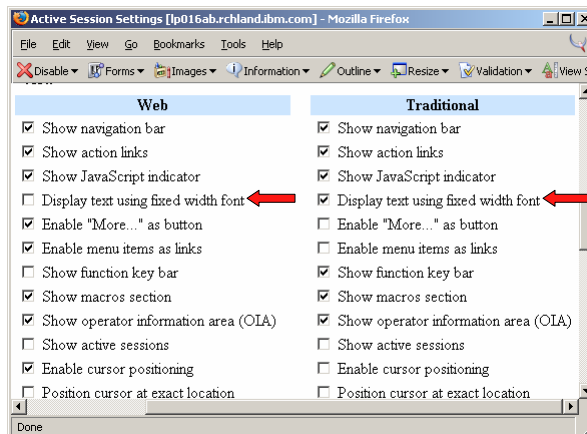 Active Session Settings [lp016ab.rchland.ibm.com] - Mozilla Firefox
File Edit View Go Bookmarks Tools Help
Disable Forms Images Information Outline Resize Validation View S
Web Traditional
Show navigation bar Show navigation bar
Show action links Show action links
Show JavaScript indicator Show JavaScript indicator
Display text using fixed width font Display text using fixed width font
Enable "More..." as button Enable "More..." as button
Enable menu items as links Enable menu items as links
Show function key bar Show function key bar
Show macros section Show macros section
Show operator information area (OIA) Show operator information area (OIA)
Show active sessions Show active sessions
Enable cursor positioning Enable cursor positioning
Position cursor at exact location Position cursor at exact location
Done